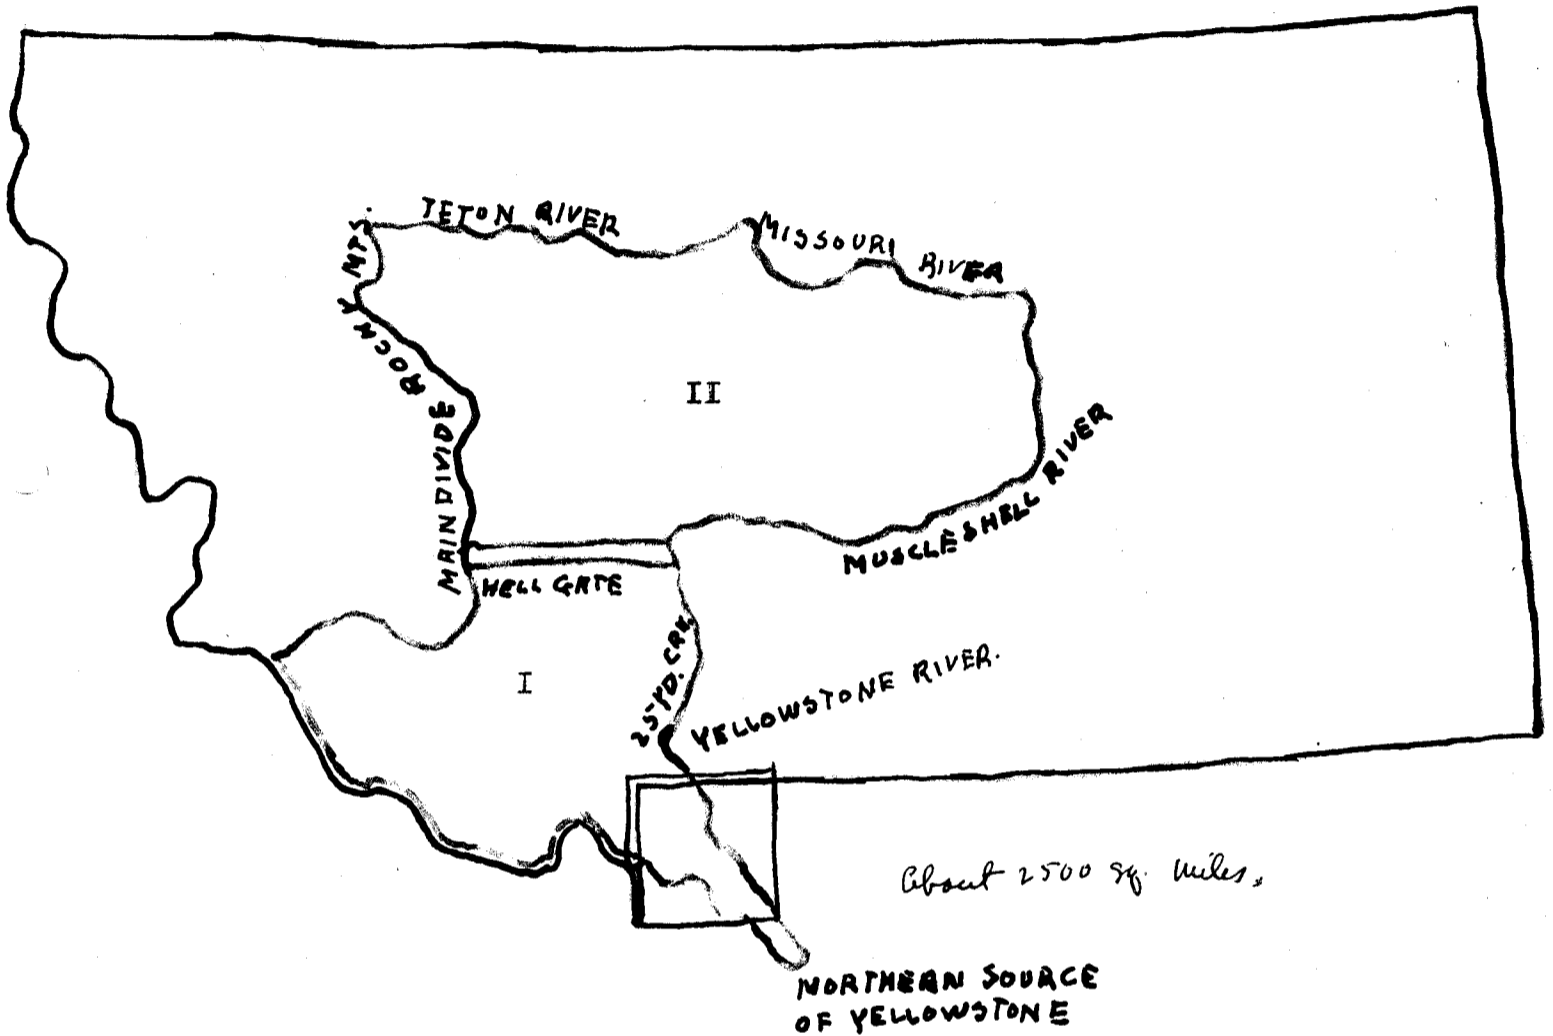 TETON RIVER
MISSOURI RIVER
MAIN DIVIDE ROCKY MTS.
II
MUSCLESHELL RIVER
HELL GATE
I
25 YD. CRK.
YELLOWSTONE RIVER.
About 2500 sq. miles.
NORTHERN SOURCE
OF YELLOWSTONE